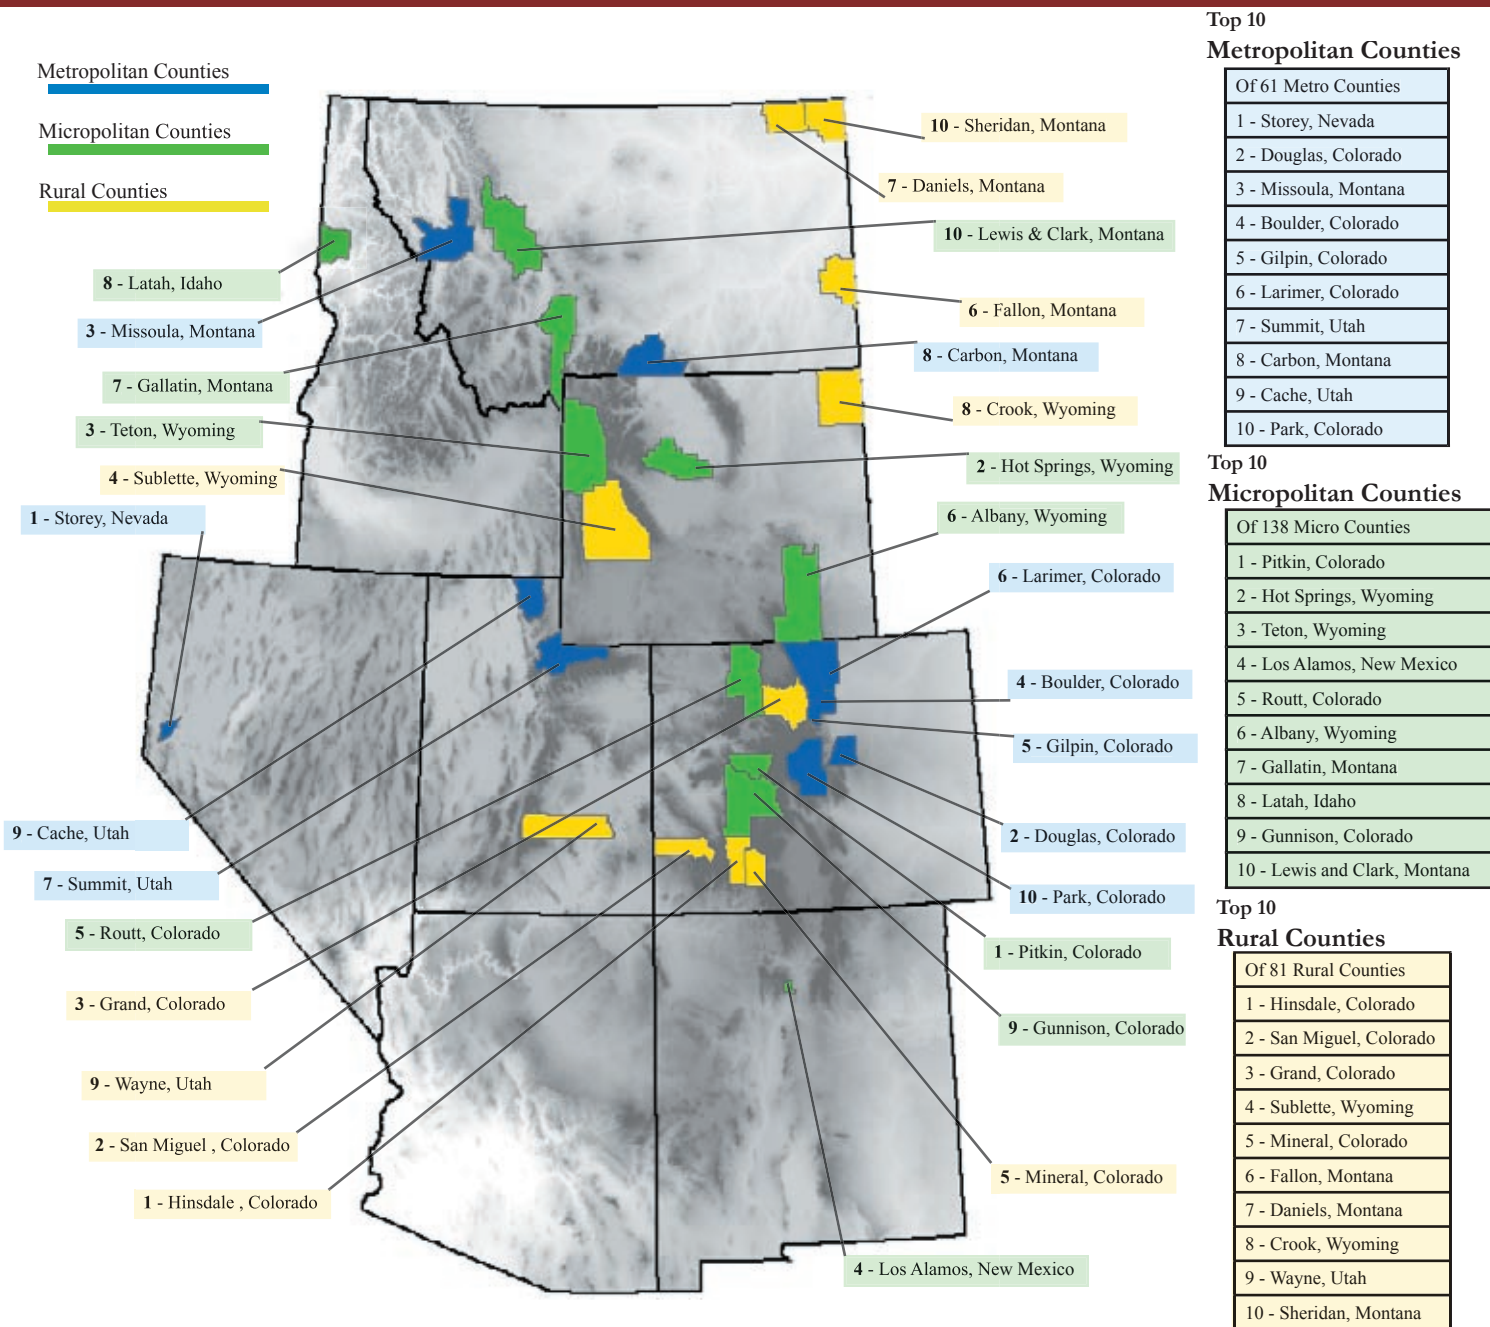 Metropolitan Counties
Micropolitan Counties
Rural Counties
10 - Sheridan, Montana
7 - Daniels, Montana
10 - Lewis & Clark, Montana
8 - Latah, Idaho
6 - Fallon, Montana
3 - Missoula, Montana
8 - Carbon, Montana
7 - Gallatin, Montana
8 - Crook, Wyoming
3 - Teton, Wyoming
2 - Hot Springs, Wyoming
4 - Sublette, Wyoming
1 - Storey, Nevada
6 - Albany, Wyoming
6 - Larimer, Colorado
4 - Boulder, Colorado
5 - Gilpin, Colorado
9 - Cache, Utah
2 - Douglas, Colorado
7 - Summit, Utah
10 - Park, Colorado
5 - Routt, Colorado
1 - Pitkin, Colorado
3 - Grand, Colorado
9 - Gunnison, Colorado
9 - Wayne, Utah
2 - San Miguel , Colorado
5 - Mineral, Colorado
1 - Hinsdale , Colorado
4 - Los Alamos, New Mexico
Top 10
Metropolitan Counties
Of 61 Metro Counties
1 - Storey, Nevada
2 - Douglas, Colorado
3 - Missoula, Montana
4 - Boulder, Colorado
5 - Gilpin, Colorado
6 - Larimer, Colorado
7 - Summit, Utah
8 - Carbon, Montana
9 - Cache, Utah
10 - Park, Colorado
Top 10
Micropolitan Counties
Of 138 Micro Counties
1 - Pitkin, Colorado
2 - Hot Springs, Wyoming
3 - Teton, Wyoming
4 - Los Alamos, New Mexico
5 - Routt, Colorado
6 - Albany, Wyoming
7 - Gallatin, Montana
8 - Latah, Idaho
9 - Gunnison, Colorado
10 - Lewis and Clark, Montana
Top 10
Rural Counties
Of 81 Rural Counties
1 - Hinsdale, Colorado
2 - San Miguel, Colorado
3 - Grand, Colorado
4 - Sublette, Wyoming
5 - Mineral, Colorado
6 - Fallon, Montana
7 - Daniels, Montana
8 - Crook, Wyoming
9 - Wayne, Utah
10 - Sheridan, Montana